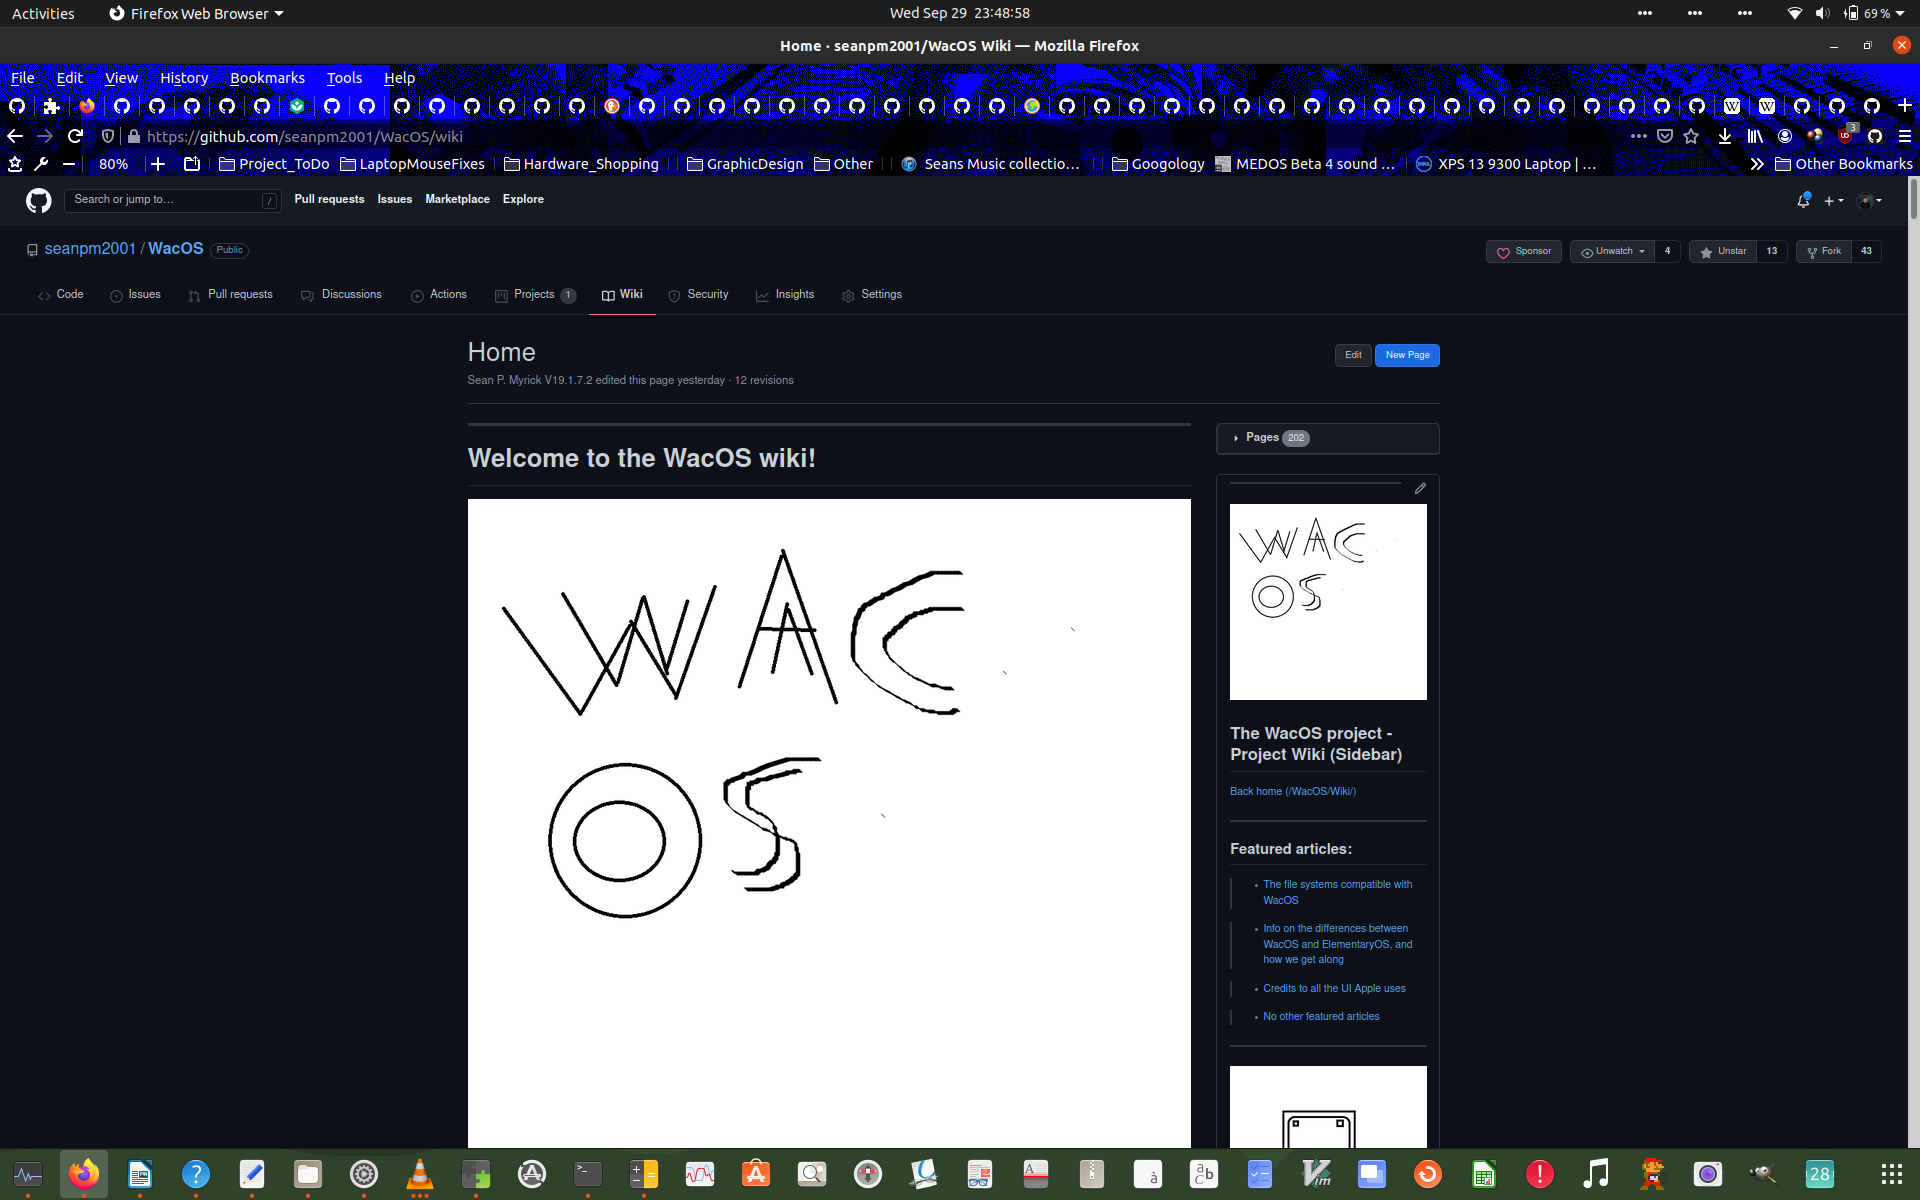 Activities Firefox Web Browser Wed Sep 29 23:48:58 69 %
Home · seanpm2001/WacOS Wiki — Mozilla Firefox
File Edit View History Bookmarks Tools Help
https://github.com/seanpm2001/WacOS/wiki 3
80% Project_ToDo LaptopMouseFixes Hardware_Shopping GraphicDesign Other Seans Music collectio… Googology MEDOS Beta 4 sound … XPS 13 9300 Laptop | … Other Bookmarks
Search or jump to… / Pull requests Issues Marketplace Explore
seanpm2001 / WacOS Public Sponsor Unwatch 4 Unstar 13 Fork 43
Code Issues Pull requests Discussions Actions Projects 1 Wiki Security Insights Settings
Home Edit New Page
Sean P. Myrick V19.1.7.2 edited this page yesterday · 12 revisions
Pages 202
Welcome to the WacOS wiki!
WAC
OS
WAC
OS
The WacOS project -
Project Wiki (Sidebar)
Back home (/WacOS/Wiki/)
Featured articles:
The file systems compatible with
WacOS
Info on the differences between
WacOS and ElementaryOS, and
how we get along
Credits to all the UI Apple uses
No other featured articles
28